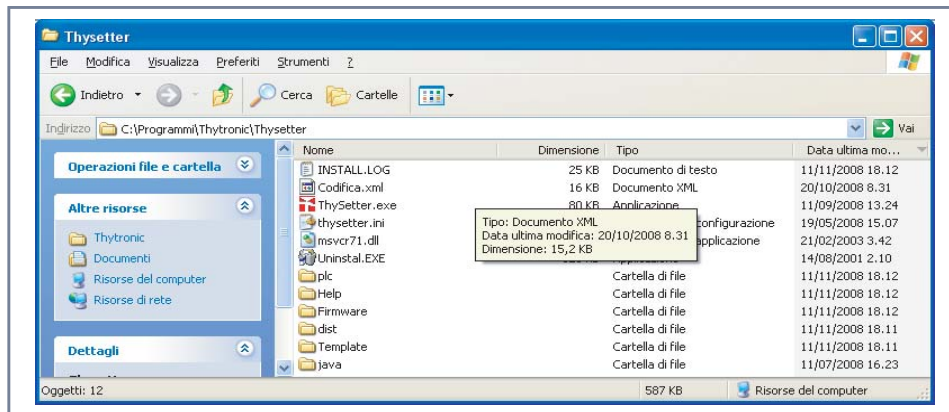 Thysetter
File Modifica Visualizza Preferiti Strumenti ?
Indietro Cerca Cartelle
Indirizzo C:\Programmi\Thytronic\Thysetter Vai
Operazioni file e cartella
Altre risorse
Thytronic
Documenti
Risorse del computer
Risorse di rete
Dettagli
Nome Dimensione Tipo Data ultima mo...
INSTALL.LOG 25 KB Documento di testo 11/11/2008 18.12
Codifica.xml 16 KB Documento XML 20/10/2008 8.31
ThySetter.exe 80 KB Applicazione 11/09/2008 13.24
thysetter.ini configurazione 19/05/2008 15.07
msvcr71.dll applicazione 21/02/2003 3.42
Uninstal.EXE 14/08/2001 2.10
plc Cartella di file 11/11/2008 18.12
Help Cartella di file 11/11/2008 18.12
Firmware Cartella di file 11/11/2008 18.12
dist Cartella di file 11/11/2008 18.11
Template Cartella di file 11/11/2008 18.11
java Cartella di file 11/07/2008 16.23
Tipo: Documento XML
Data ultima modifica: 20/10/2008 8.31
Dimensione: 15,2 KB
Oggetti: 12 587 KB Risorse del computer